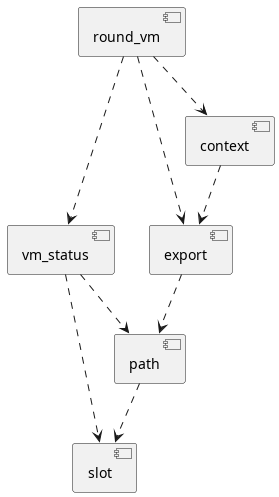 round_vm
context
vm_status
export
path
slot